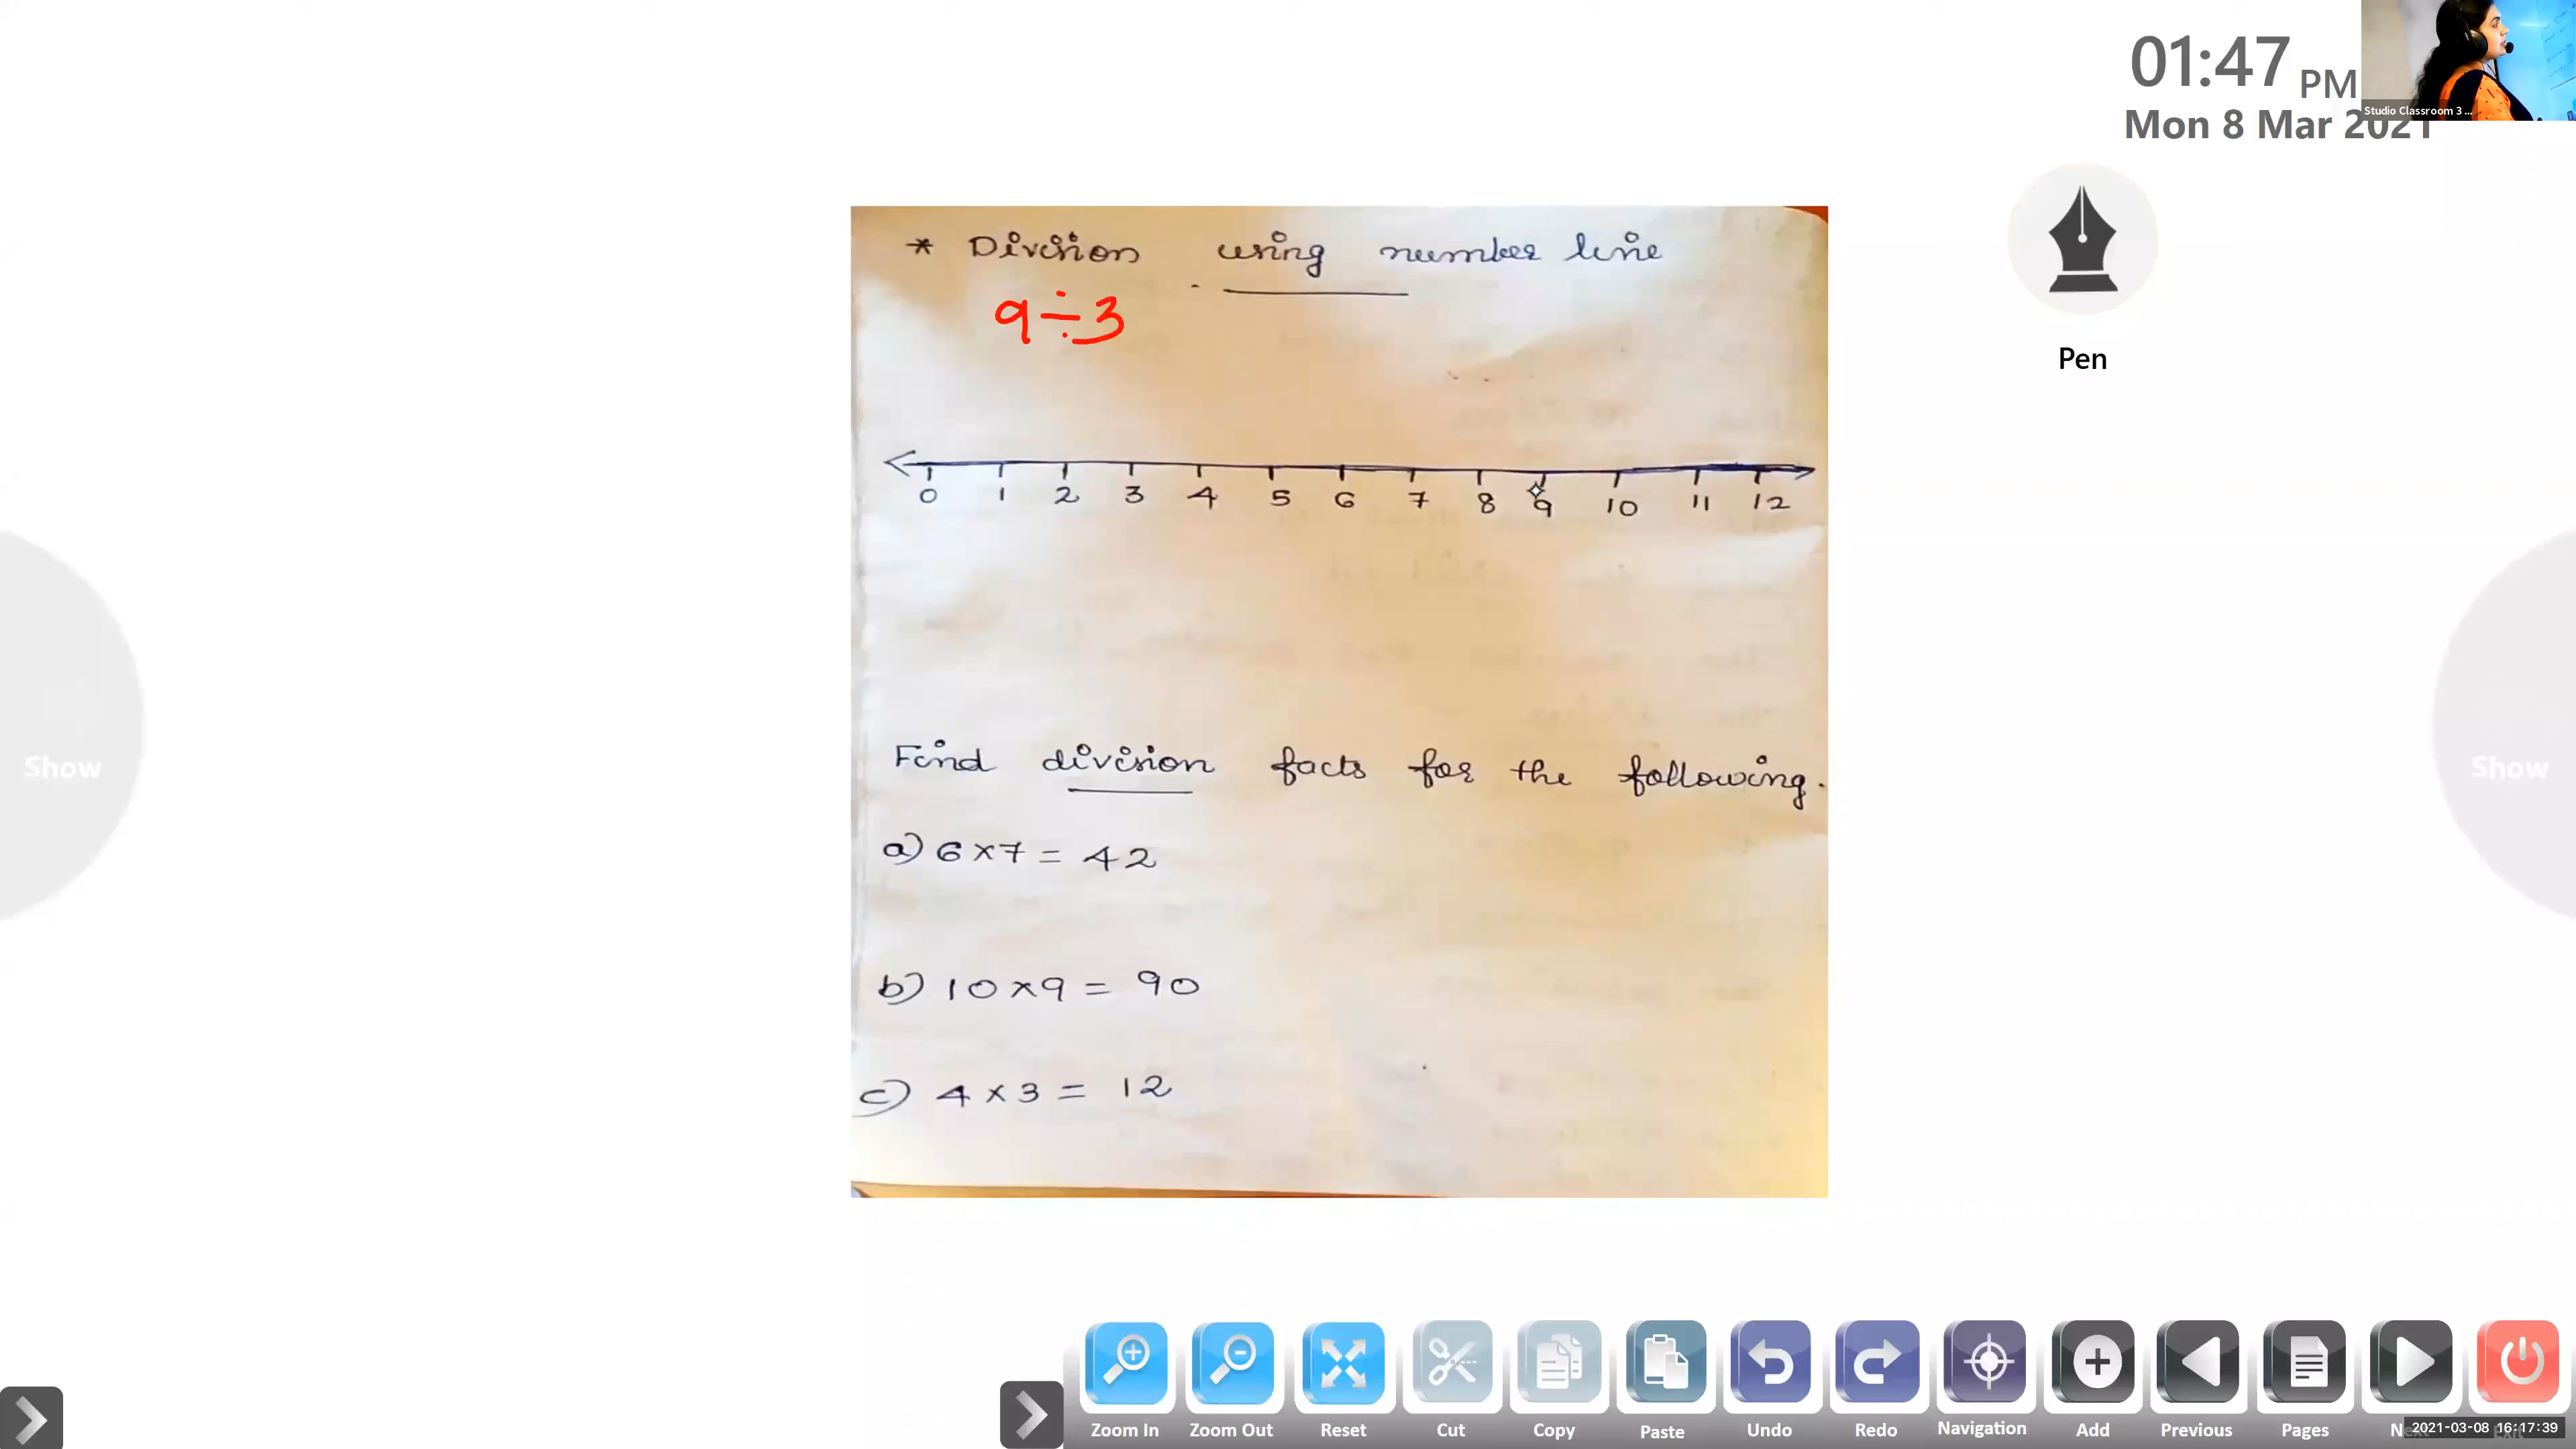 01:47 PM
Mon 8 Mar 2021
Studio Classroom 3 ...
Pen
* Division using number line
9÷3
0 1 2 3 4 5 6 7 8 9 10 11 12
Show
Show
Find division facts for the following.
a) 6×7 = 42
b) 10×9 = 90
c) 4×3 = 12
Zoom In Zoom Out Reset Cut Copy Paste Undo Redo Navigation Add Previous Pages
2021-03-08 16:17:39